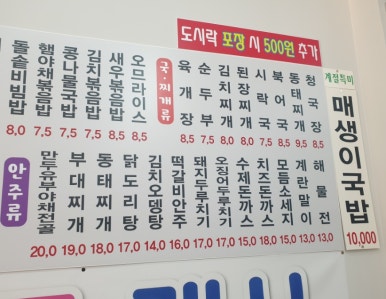 도시락 포장 시 500원 추가
돌솥비빔밥 8,0
햄야채볶음밥 7,5
콩나물국밥 7,5
김치볶음밥 7,5
새우볶음밥 8,5
오므라이스 8,5
국·찌개류
육개장 8,5
순두부 7,5
김치찌개 8,0
된장찌개 8,0
시락국 7,5
북어국 9,0
동태찌개 9,5
청국장 8,5
계절특미
매생이국밥
10,000
안주류
만두유부야채전골 20,0
부대찌개 19,0
동태찌개 18,0
닭도리탕 17,0
김치오뎅탕 14,0
떡갈비안주 16,0
돼지두루치기 17,0
오징어두루치기 17,0
수제돈까스 15,0
치즈돈까스 18,0
모듬소세지 15,0
계란말이 13,0
해물전 13,0